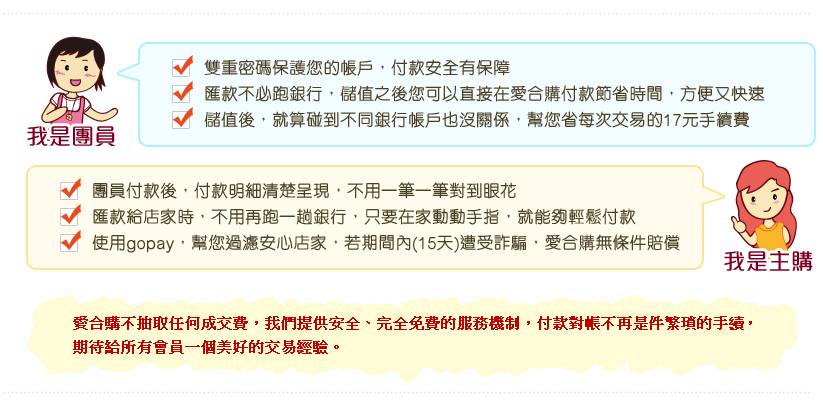 雙重密碼保護您的帳戶，付款安全有保障
匯款不必跑銀行，儲值之後您可以直接在愛合購付款節省時間，方便又快速
儲值後，就算碰到不同銀行帳戶也沒關係，幫您省每次交易的17元手續費
我是團員
團員付款後，付款明細清楚呈現，不用一筆一筆對到眼花
匯款給店家時，不用再跑一趟銀行，只要在家動動手指，就能夠輕鬆付款
使用gopay，幫您過濾安心店家，若期間內(15天)遭受詐騙，愛合購無條件賠償
我是主購
愛合購不抽取任何成交費，我們提供安全、完全免費的服務機制，付款對帳不再是件繁瑣的手續，
期待給所有會員一個美好的交易經驗。